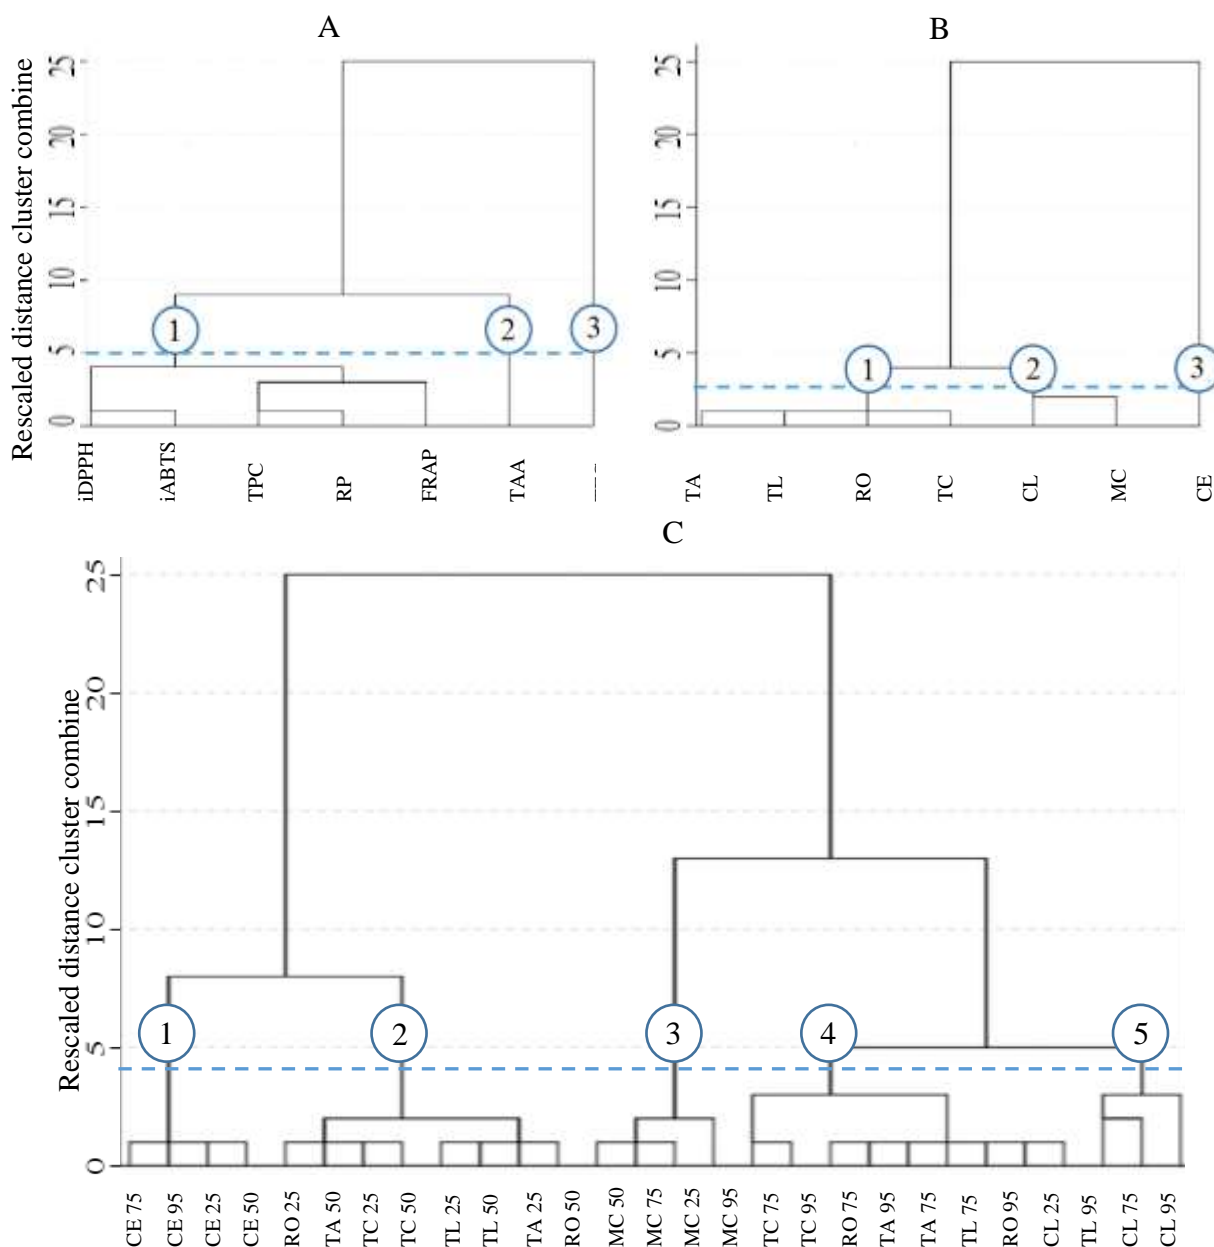 A
B
Rescaled distance cluster combine
25
20
15
10
5
0
1
2
3
iDPPH
iABTS
TPC
RP
FRAP
TAA
25
20
15
10
5
0
1
2
3
TA
TL
RO
TC
CL
MC
CE
C
Rescaled distance cluster combine
25
20
15
10
5
0
1
2
3
4
5
CE 75
CE 95
CE 25
CE 50
RO 25
TA 50
TC 25
TC 50
TL 25
TL 50
TA 25
RO 50
MC 50
MC 75
MC 25
MC 95
TC 75
TC 95
RO 75
TA 95
TA 75
TL 75
RO 95
CL 25
TL 95
CL 75
CL 95